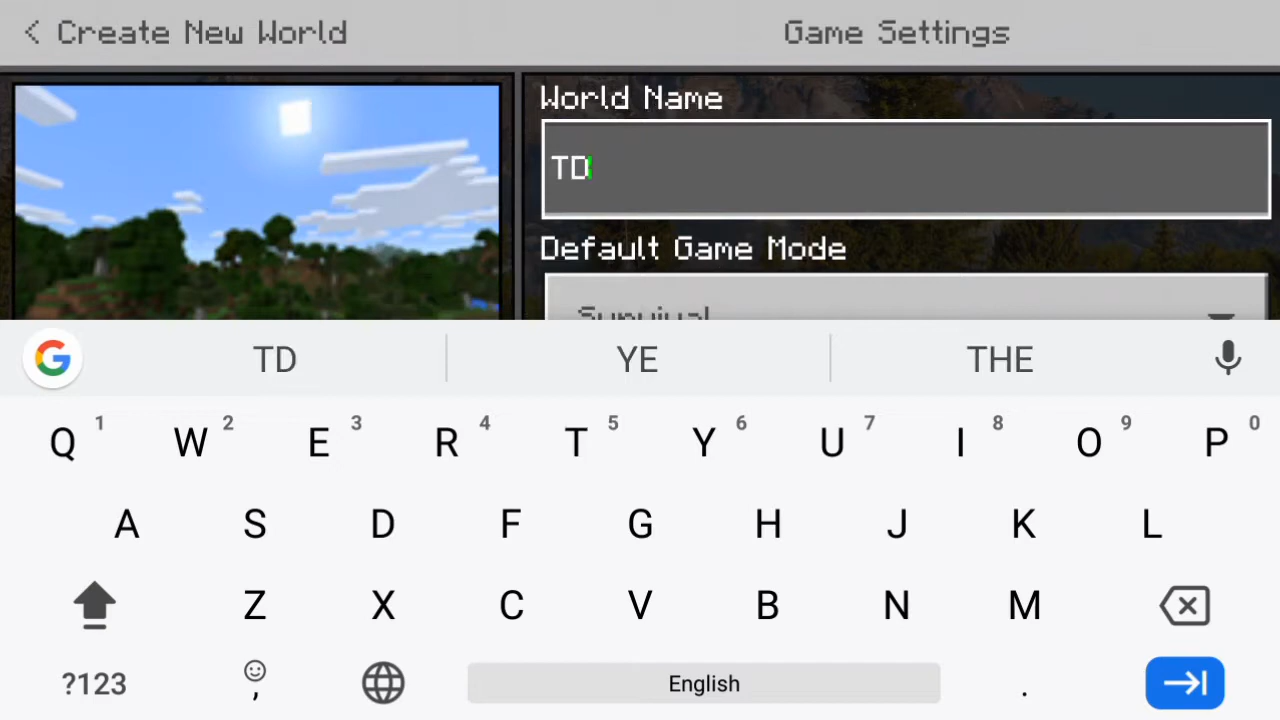 < Create New World
Game Settings
World Name
TD
Default Game Mode
Survival
TD YE THE
Q 1 W 2 E 3 R 4 T 5 Y 6 U 7 I 8 O 9 P 0
A S D F G H J K L
Z X C V B N M
?123 , English .